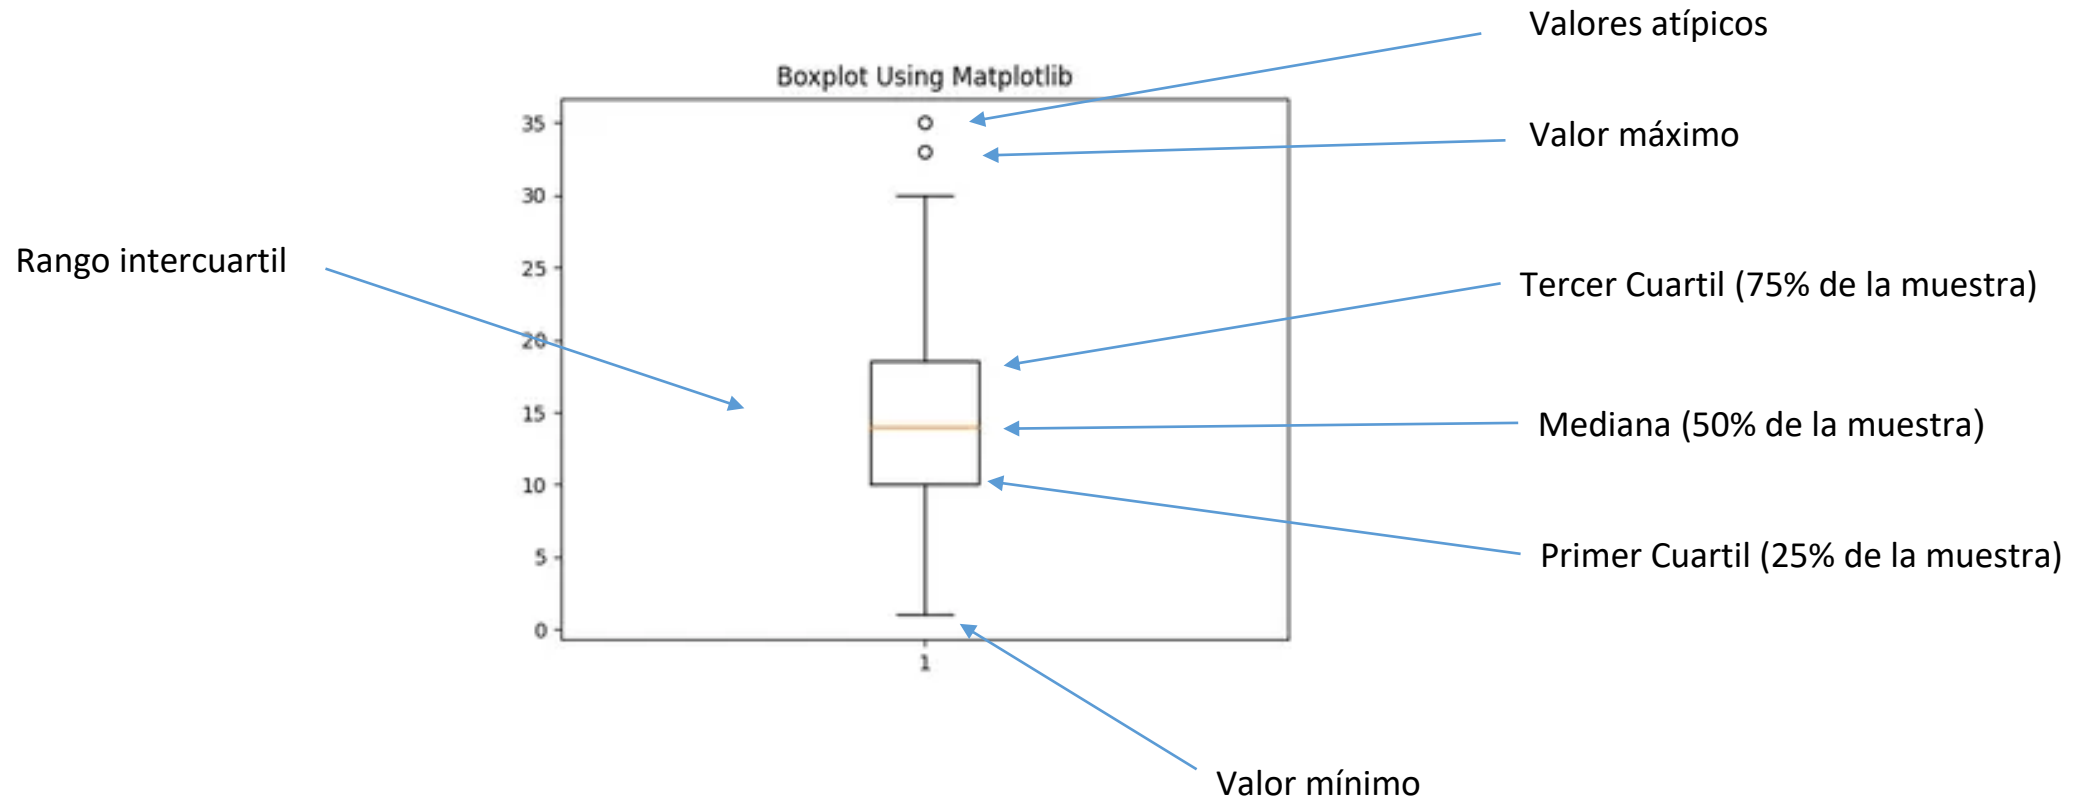 Valores atípicos
Boxplot Using Matplotlib
35
Valor máximo
30
Rango intercuartil
25
Tercer Cuartil (75% de la muestra)
20
15
Mediana (50% de la muestra)
10
5
Primer Cuartil (25% de la muestra)
0
1
Valor mínimo